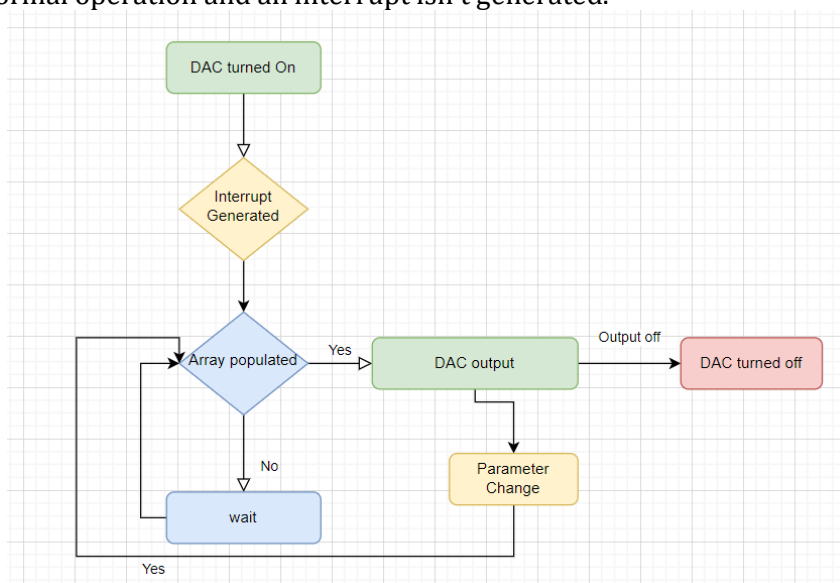 ormal operation and an interrupt isn't generated.
DAC turned On
Interrupt
Generated
Array populated
Yes
DAC output
Output off
DAC turned off
No
Parameter
Change
wait
Yes